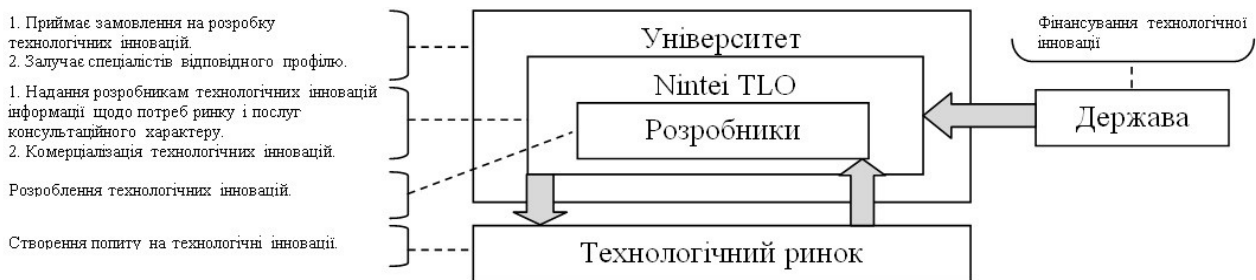 1. Приймає замовлення на розробку
технологічних інновацій.
2. Залучає спеціалістів відповідного профілю.
1. Надання розробникам технологічних інновацій
інформації щодо потреб ринку і послуг
консультаційного характеру.
2. Комерціалізація технологічних інновацій.
Розроблення технологічних інновацій.
Створення попиту на технологічні інновації.
Університет
Nintei TLO
Розробники
Технологічний ринок
Фінансування технологічної
інновації
Держава